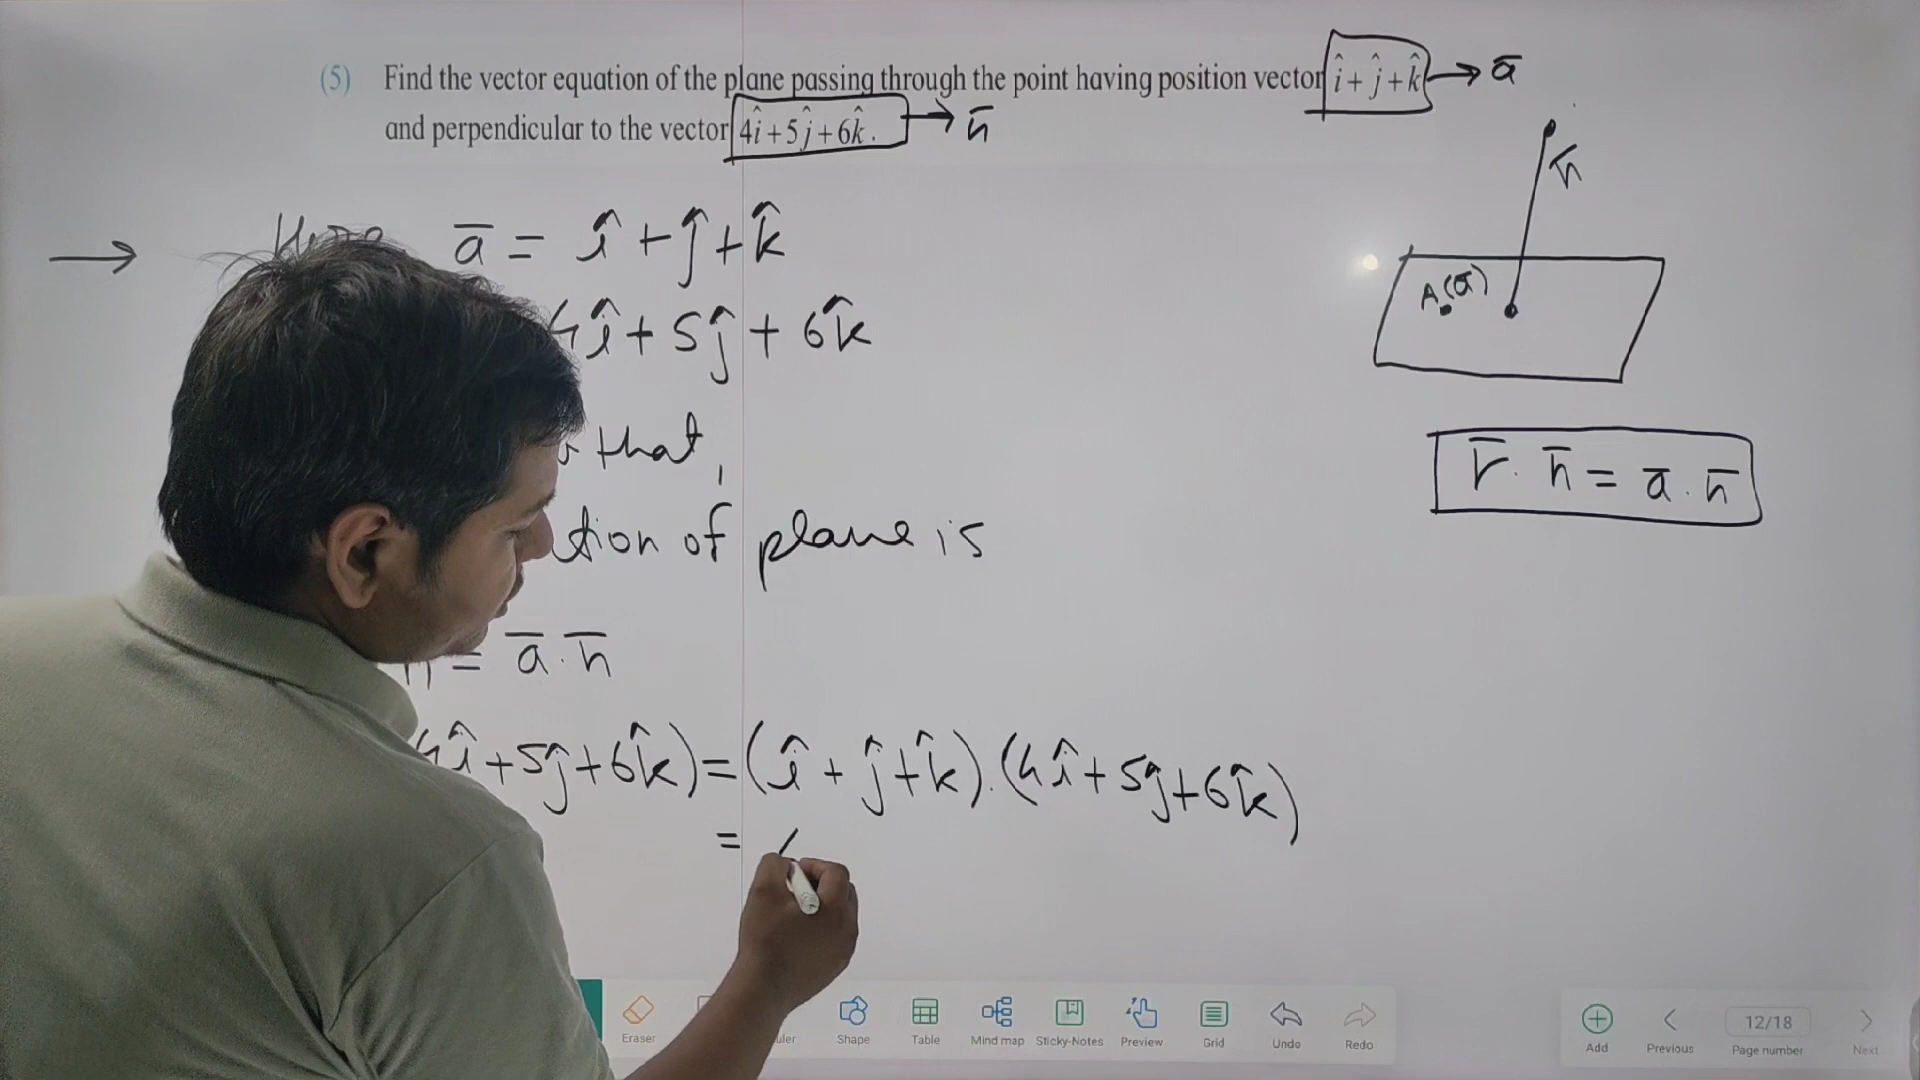 (5) Find the vector equation of the plane passing through the point having position vector î + ĵ + k̂ → ā
and perpendicular to the vector 4î + 5ĵ + 6k̂. → n̄
n̄
Here ā = î + ĵ + k̂
4î + 5ĵ + 6k̂
A(ā)
that,
r̄ . n̄ = ā . n̄
of plane is
= ā . n̄
4î + 5ĵ + 6k̂) = (î + ĵ + k̂) . (4î + 5ĵ + 6k̂)
=
Eraser Shape Table Mind map Sticky-Notes Preview Grid Undo Redo
Add Previous 12/18 Page number Next